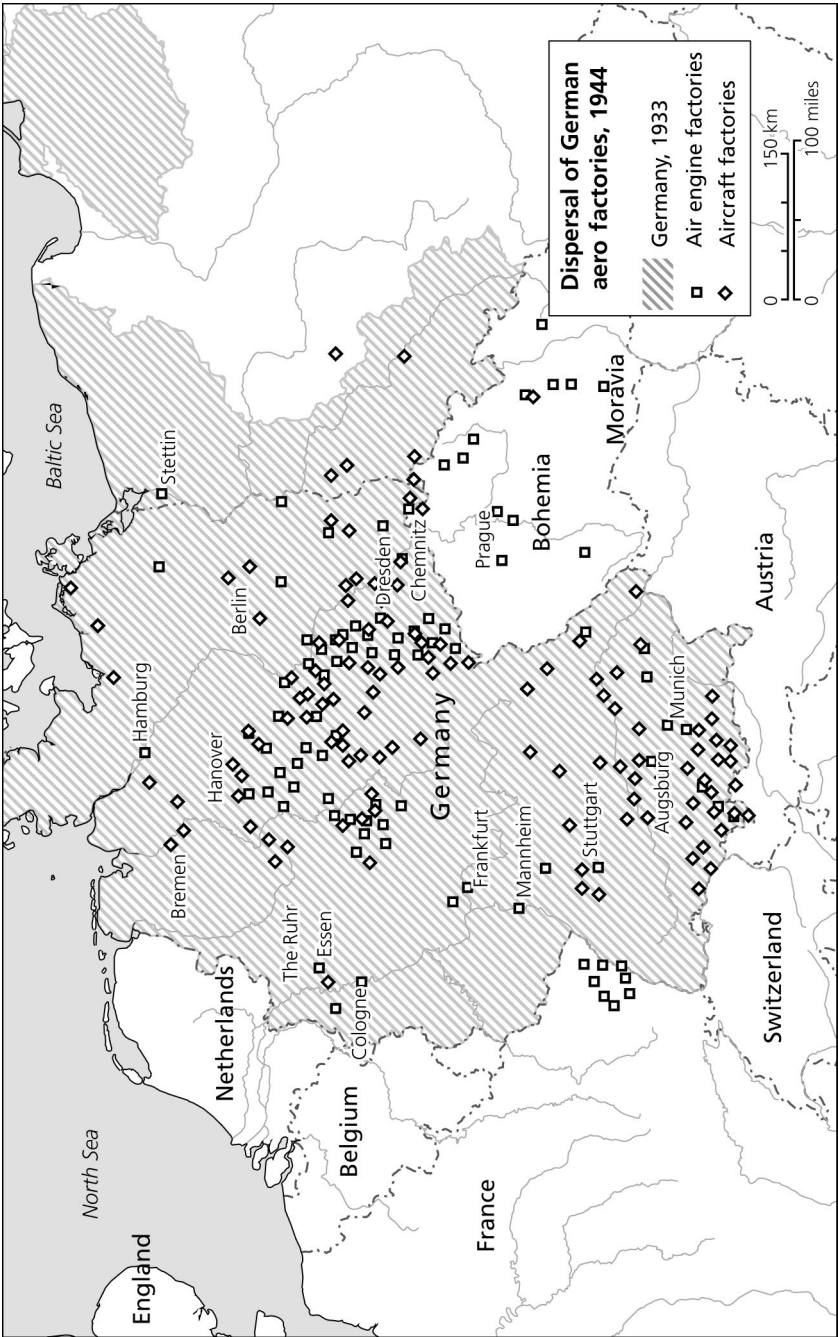 Dispersal of German
aero factories, 1944
Germany, 1933
Air engine factories
Aircraft factories
0
150 km
0
100 miles
North Sea
Baltic Sea
England
Netherlands
Belgium
France
Switzerland
Austria
Germany
Bohemia
Moravia
Hamburg
Stettin
Bremen
Hanover
Berlin
The Ruhr
Essen
Cologne
Dresden
Chemnitz
Frankfurt
Prague
Mannheim
Stuttgart
Augsburg
Munich